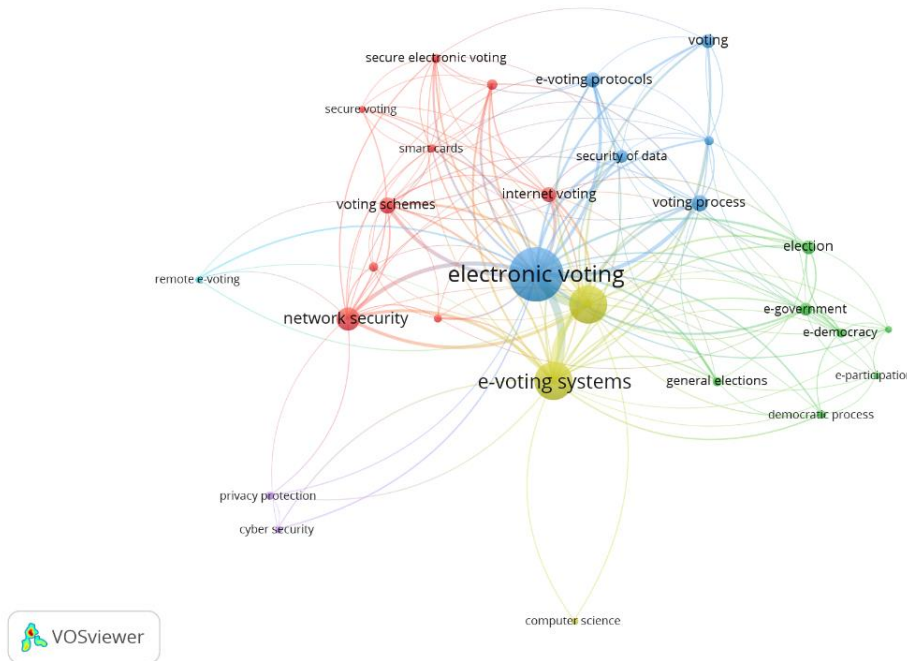 voting
secure electronic voting
e-voting protocols
secure voting
smart cards
security of data
internet voting
voting schemes
voting process
election
electronic voting
remote e-voting
e-government
network security
e-democracy
e-participation
e-voting systems
general elections
democratic process
privacy protection
cyber security
computer science
VOSviewer